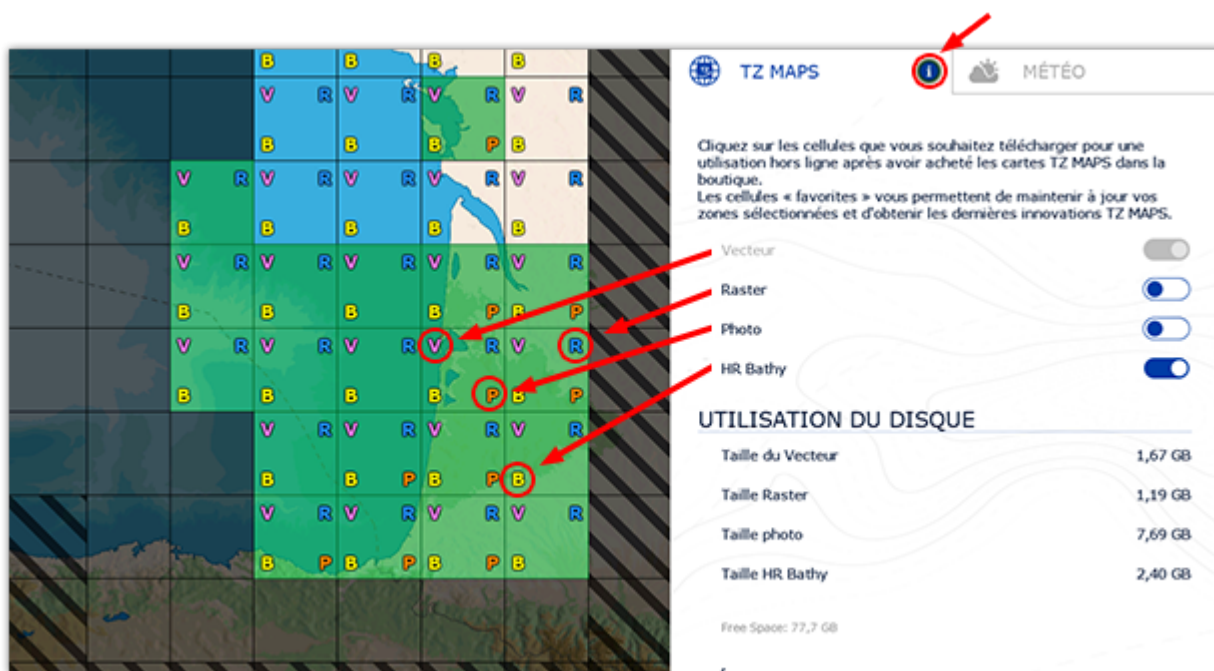 B B B B
V R V R V R V R
B B B P B
V R V R V R V R V R
B B B B B
V R V R V R V R V R
B B B B P B P
V R V R V R V R V R
B B B B P B P
V R V R V R V R
B B P B P B
V R V R V R V R
B P B P B P B
TZ MAPS i MÉTÉO
Cliquez sur les cellules que vous souhaitez télécharger pour une
utilisation hors ligne après avoir acheté les cartes TZ MAPS dans la
boutique.
Les cellules « favorites » vous permettent de maintenir à jour vos
zones sélectionnées et d'obtenir les dernières innovations TZ MAPS.
Vecteur
Raster
Photo
HR Bathy
UTILISATION DU DISQUE
Taille du Vecteur 1,67 GB
Taille Raster 1,19 GB
Taille photo 7,69 GB
Taille HR Bathy 2,40 GB
Free Space: 77,7 GB